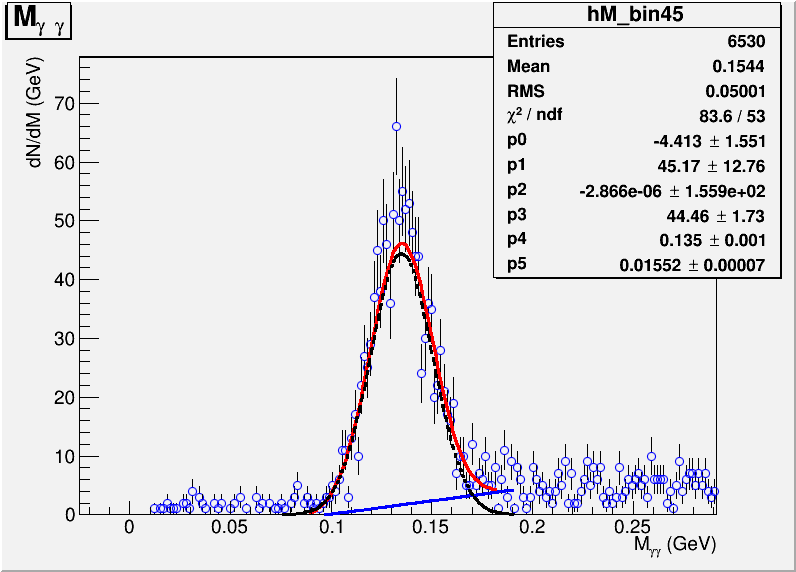 Mγ γ
hM_bin45
Entries 6530
Mean 0.1544
RMS 0.05001
χ² / ndf 83.6 / 53
p0 -4.413 ± 1.551
p1 45.17 ± 12.76
p2 -2.866e-06 ± 1.559e+02
p3 44.46 ± 1.73
p4 0.135 ± 0.001
p5 0.01552 ± 0.00007
dN/dM (GeV)
70
60
50
40
30
20
10
0
0 0.05 0.1 0.15 0.2 0.25
Mγγ (GeV)